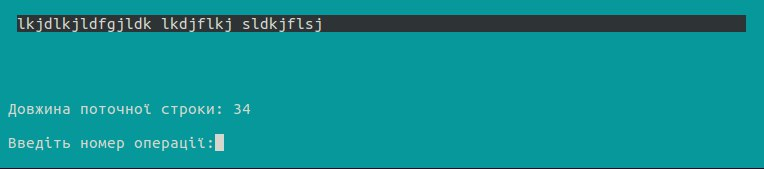 lkjdlkjldfgjldk lkdjflkj sldkjflsj
Довжина поточної строки: 34
Введіть номер операції: